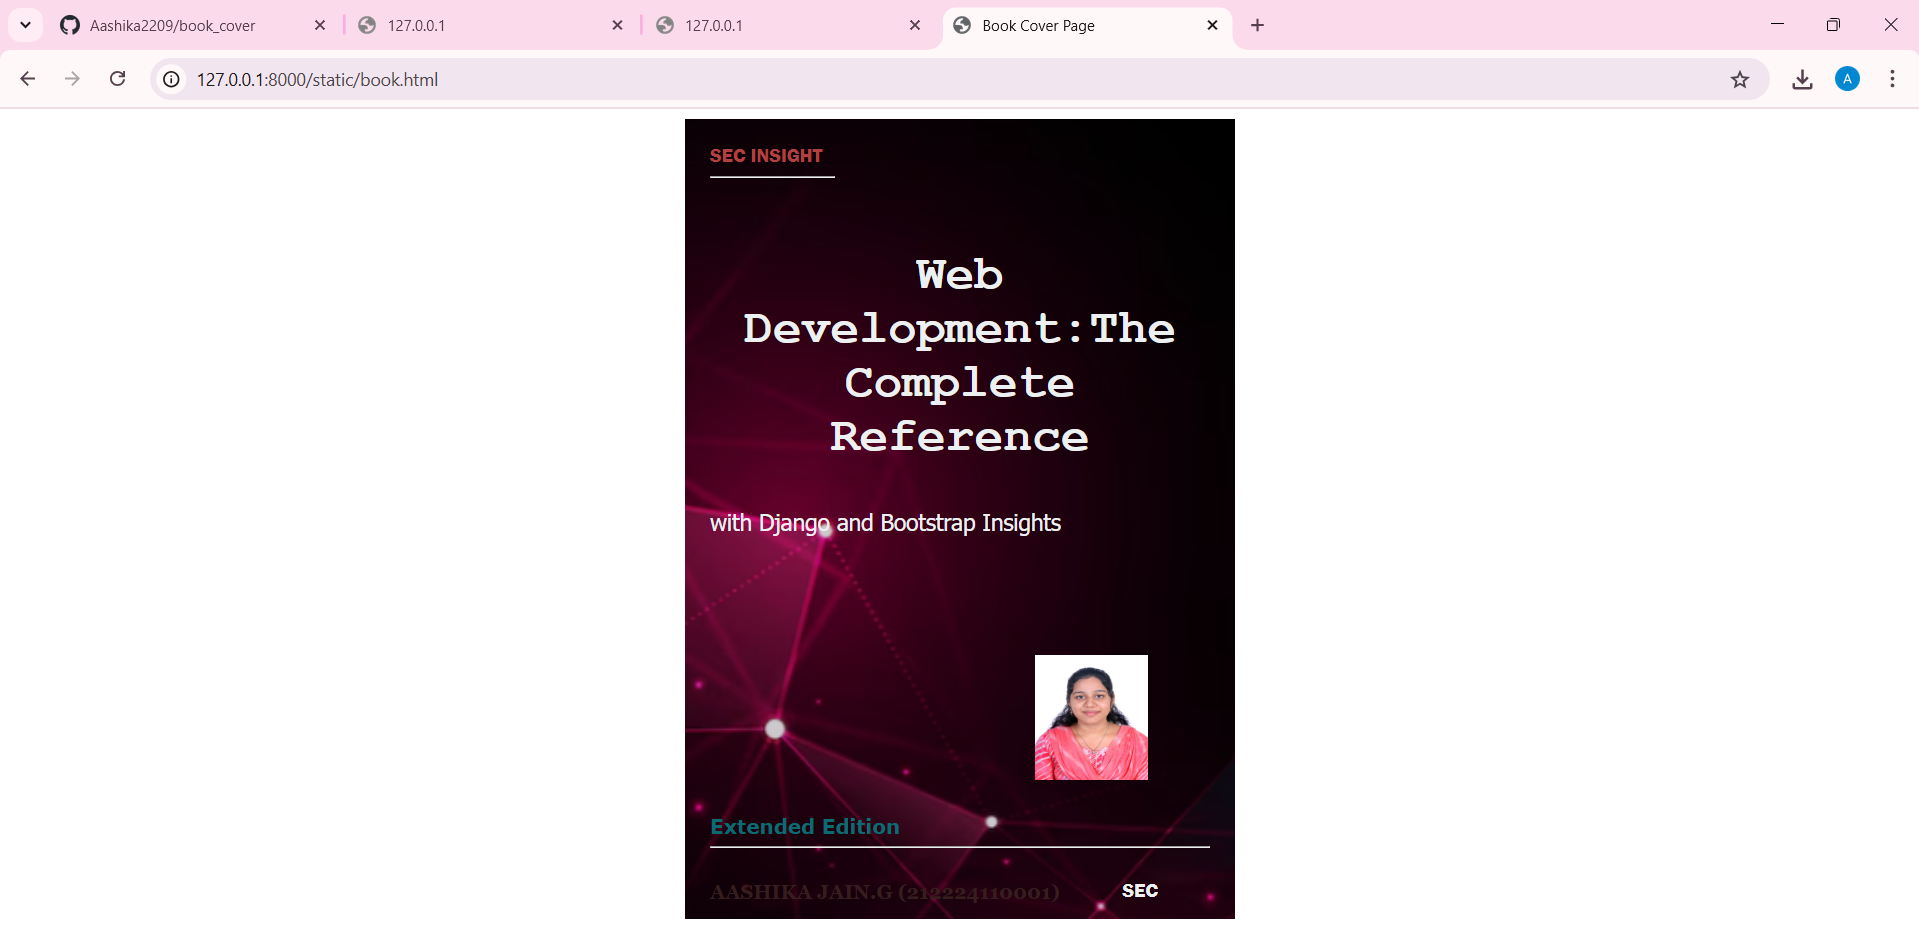 Aashika2209/book_cover
127.0.0.1
127.0.0.1
Book Cover Page
127.0.0.1:8000/static/book.html
A
SEC INSIGHT
Web
Development:The
Complete
Reference
with Django and Bootstrap Insights
Extended Edition
AASHIKA JAIN.G (212224110001)
SEC